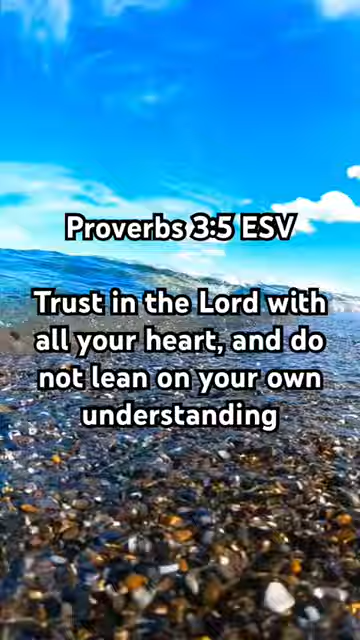 Proverbs 3:5 ESV
Trust in the Lord with
all your heart, and do
not lean on your own
understanding